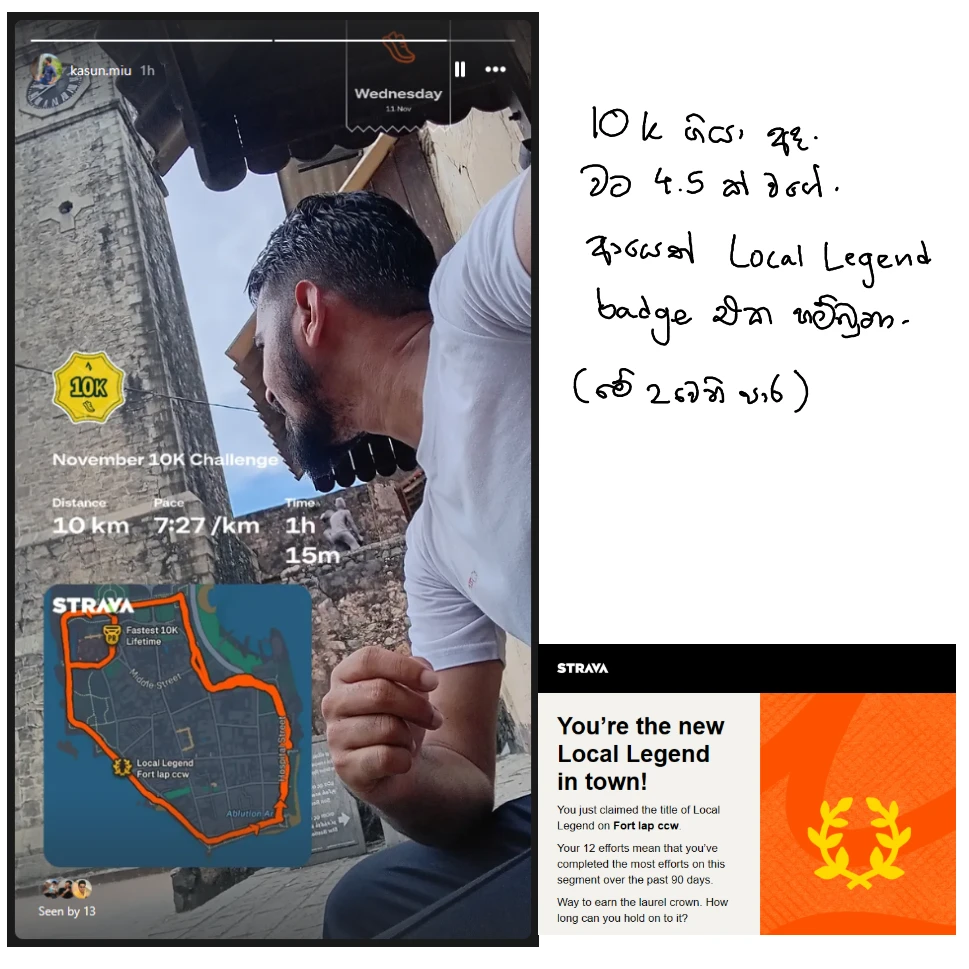 kasun.miu 1h
Wednesday
11 Nov
10K
November 10K Challenge
Distance Pace Time
10 km 7:27 /km 1h
15m
STRAVA
PR
Fastest 10K
Lifetime
Middle Street
Hospital Street
Local Legend
Fort lap ccw
Seen by 13
10 k ගියා අද.
වට 4.5 ක් වගේ.
ආයෙත් Local Legend
badge එක හම්බුනා.
(මේ 2 වෙනි පාර)
STRAVA
You’re the new
Local Legend
in town!
You just claimed the title of Local
Legend on Fort lap ccw.
Your 12 efforts mean that you’ve
completed the most efforts on this
segment over the past 90 days.
Way to earn the laurel crown. How
long can you hold on to it?